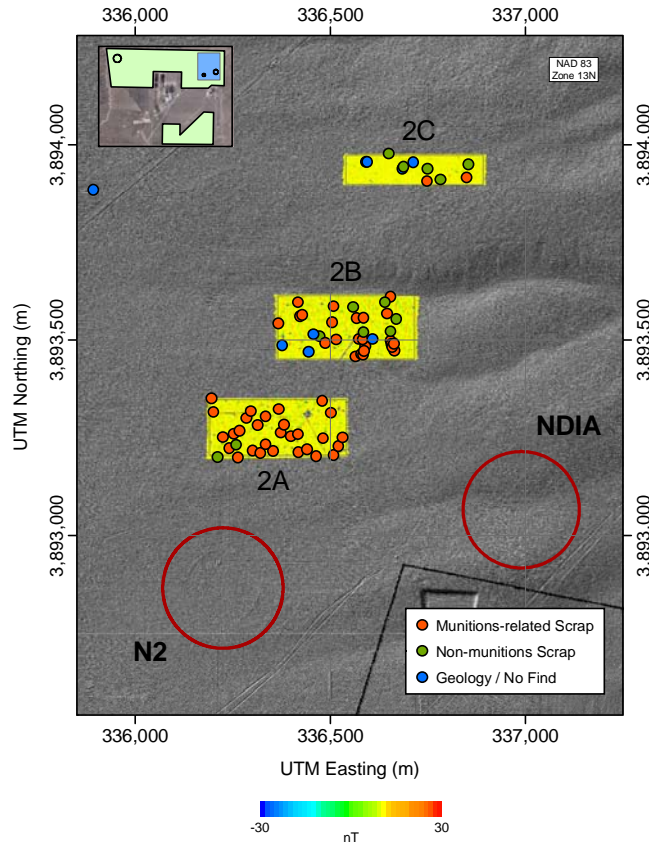 336,000 336,500 337,000
NAD 83
Zone 13N
3,894,000
3,893,500
3,893,000
UTM Northing (m)
3,894,000
3,893,500
3,893,000
2C
2B
2A
NDIA
N2
Munitions-related Scrap
Non-munitions Scrap
Geology / No Find
336,000 336,500 337,000
UTM Easting (m)
-30 30
nT